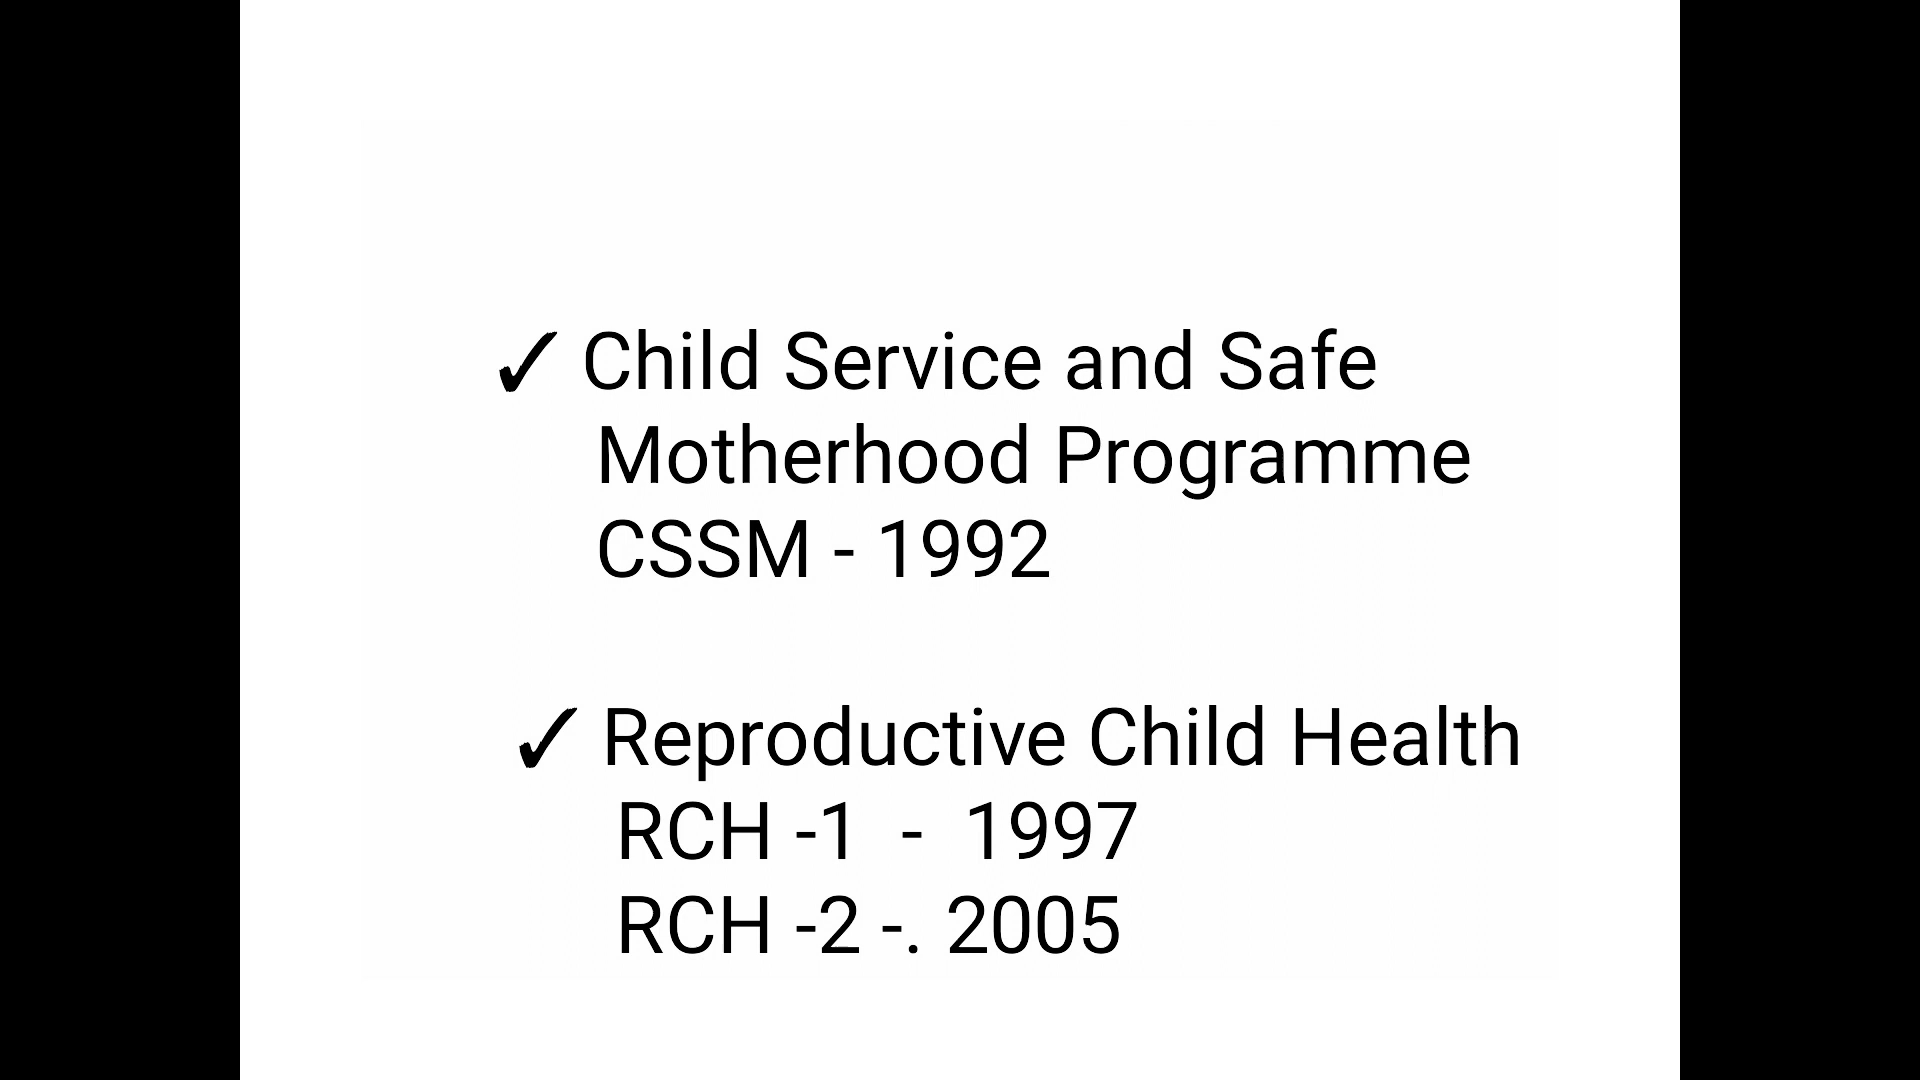 ✓ Child Service and Safe
Motherhood Programme
CSSM - 1992
✓ Reproductive Child Health
RCH -1 - 1997
RCH -2 -. 2005